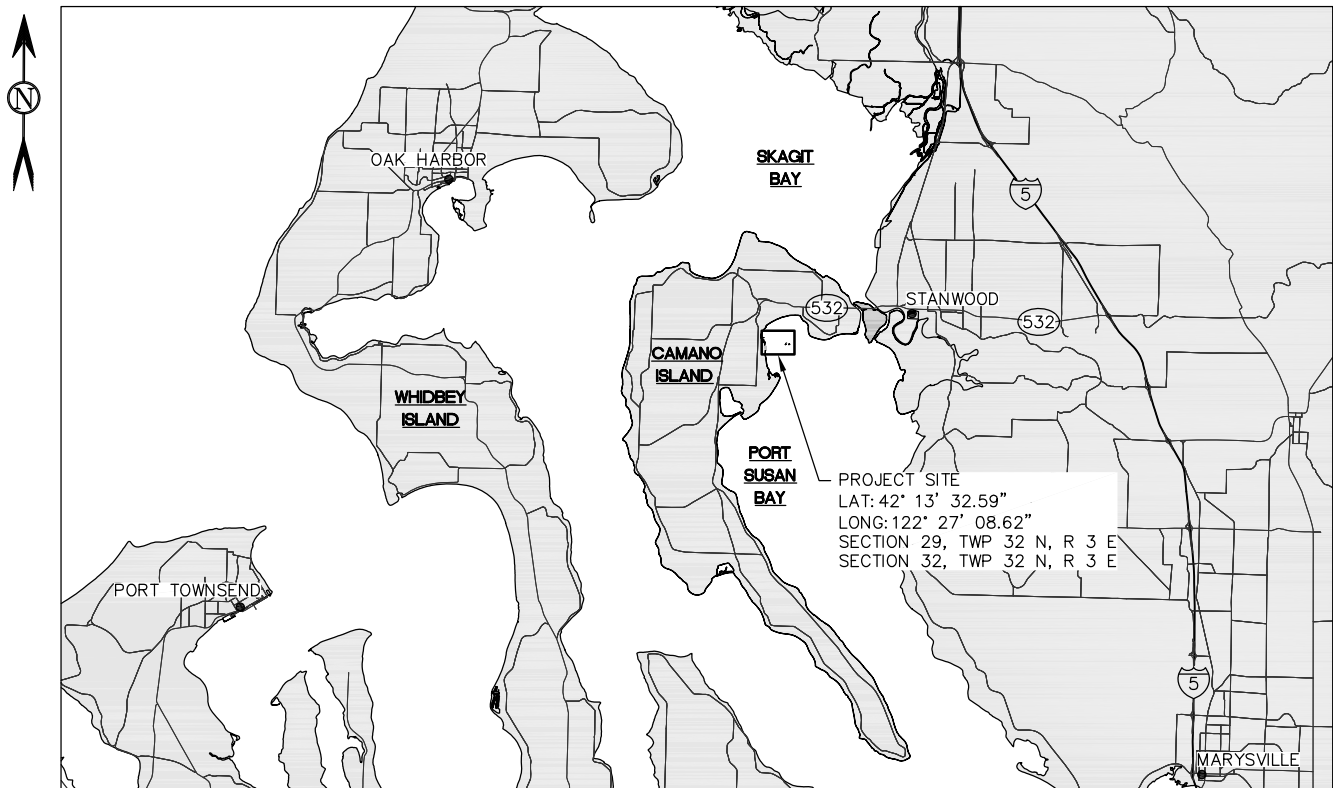 N
OAK HARBOR
SKAGIT
BAY
5
532
STANWOOD
532
CAMANO
ISLAND
WHIDBEY
ISLAND
PORT
SUSAN
BAY
PROJECT SITE
LAT: 42° 13' 32.59"
LONG: 122° 27' 08.62"
SECTION 29, TWP 32 N, R 3 E
SECTION 32, TWP 32 N, R 3 E
PORT TOWNSEND
5
MARYSVILLE